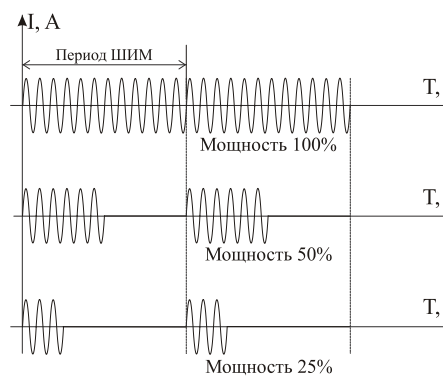 I, A
Период ШИМ
T,
Мощность 100%
T,
Мощность 50%
T,
Мощность 25%